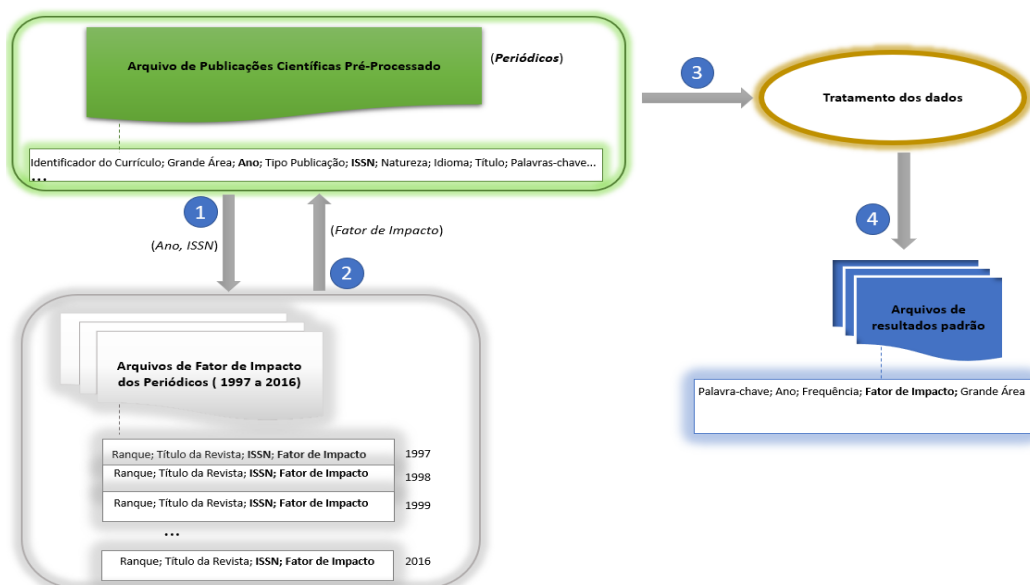 Arquivo de Publicações Científicas Pré-Processado
(Periódicos)
Identificador do Currículo; Grande Área; Ano; Tipo Publicação; ISSN; Natureza; Idioma; Título; Palavras-chave...
...
1
(Ano, ISSN)
(Fator de Impacto)
2
3
Tratamento dos dados
4
Arquivos de
resultados padrão
Palavra-chave; Ano; Frequência; Fator de Impacto; Grande Área
Arquivos de Fator de Impacto
dos Periódicos ( 1997 a 2016)
Ranque; Título da Revista; ISSN; Fator de Impacto 1997
Ranque; Título da Revista; ISSN; Fator de Impacto 1998
Ranque; Título da Revista; ISSN; Fator de Impacto 1999
...
Ranque; Título da Revista; ISSN; Fator de Impacto 2016